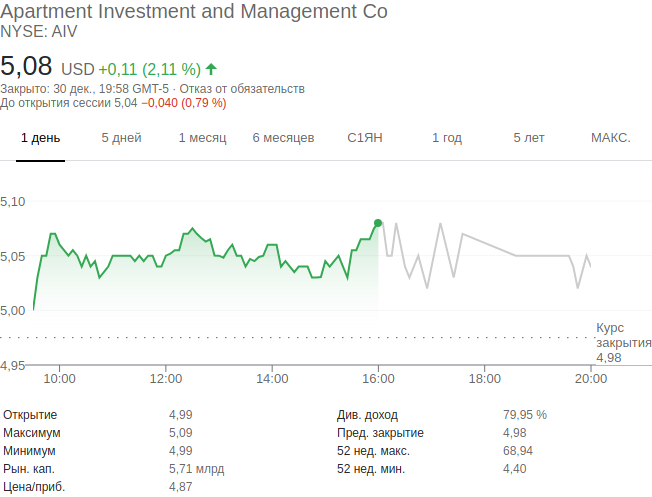 Apartment Investment and Management Co
NYSE: AIV
5,08 USD +0,11 (2,11 %)
Закрыто: 30 дек., 19:58 GMT-5 · Отказ от обязательств
До открытия сессии 5,04 −0,040 (0,79 %)
1 день 5 дней 1 месяц 6 месяцев С1ЯН 1 год 5 лет МАКС.
5,10
5,05
5,00
Курс
закрытия
4,98
4,95
10:00 12:00 14:00 16:00 18:00 20:00
Открытие 4,99 Див. доход 79,95 %
Максимум 5,09 Пред. закрытие 4,98
Минимум 4,99 52 нед. макс. 68,94
Рын. кап. 5,71 млрд 52 нед. мин. 4,40
Цена/приб. 4,87